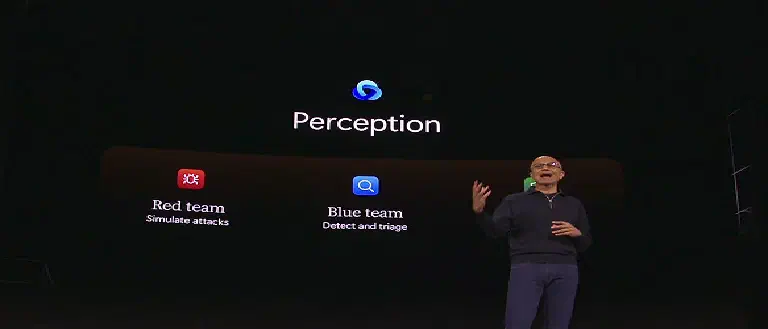 Perception
Red team
Simulate attacks
Blue team
Detect and triage